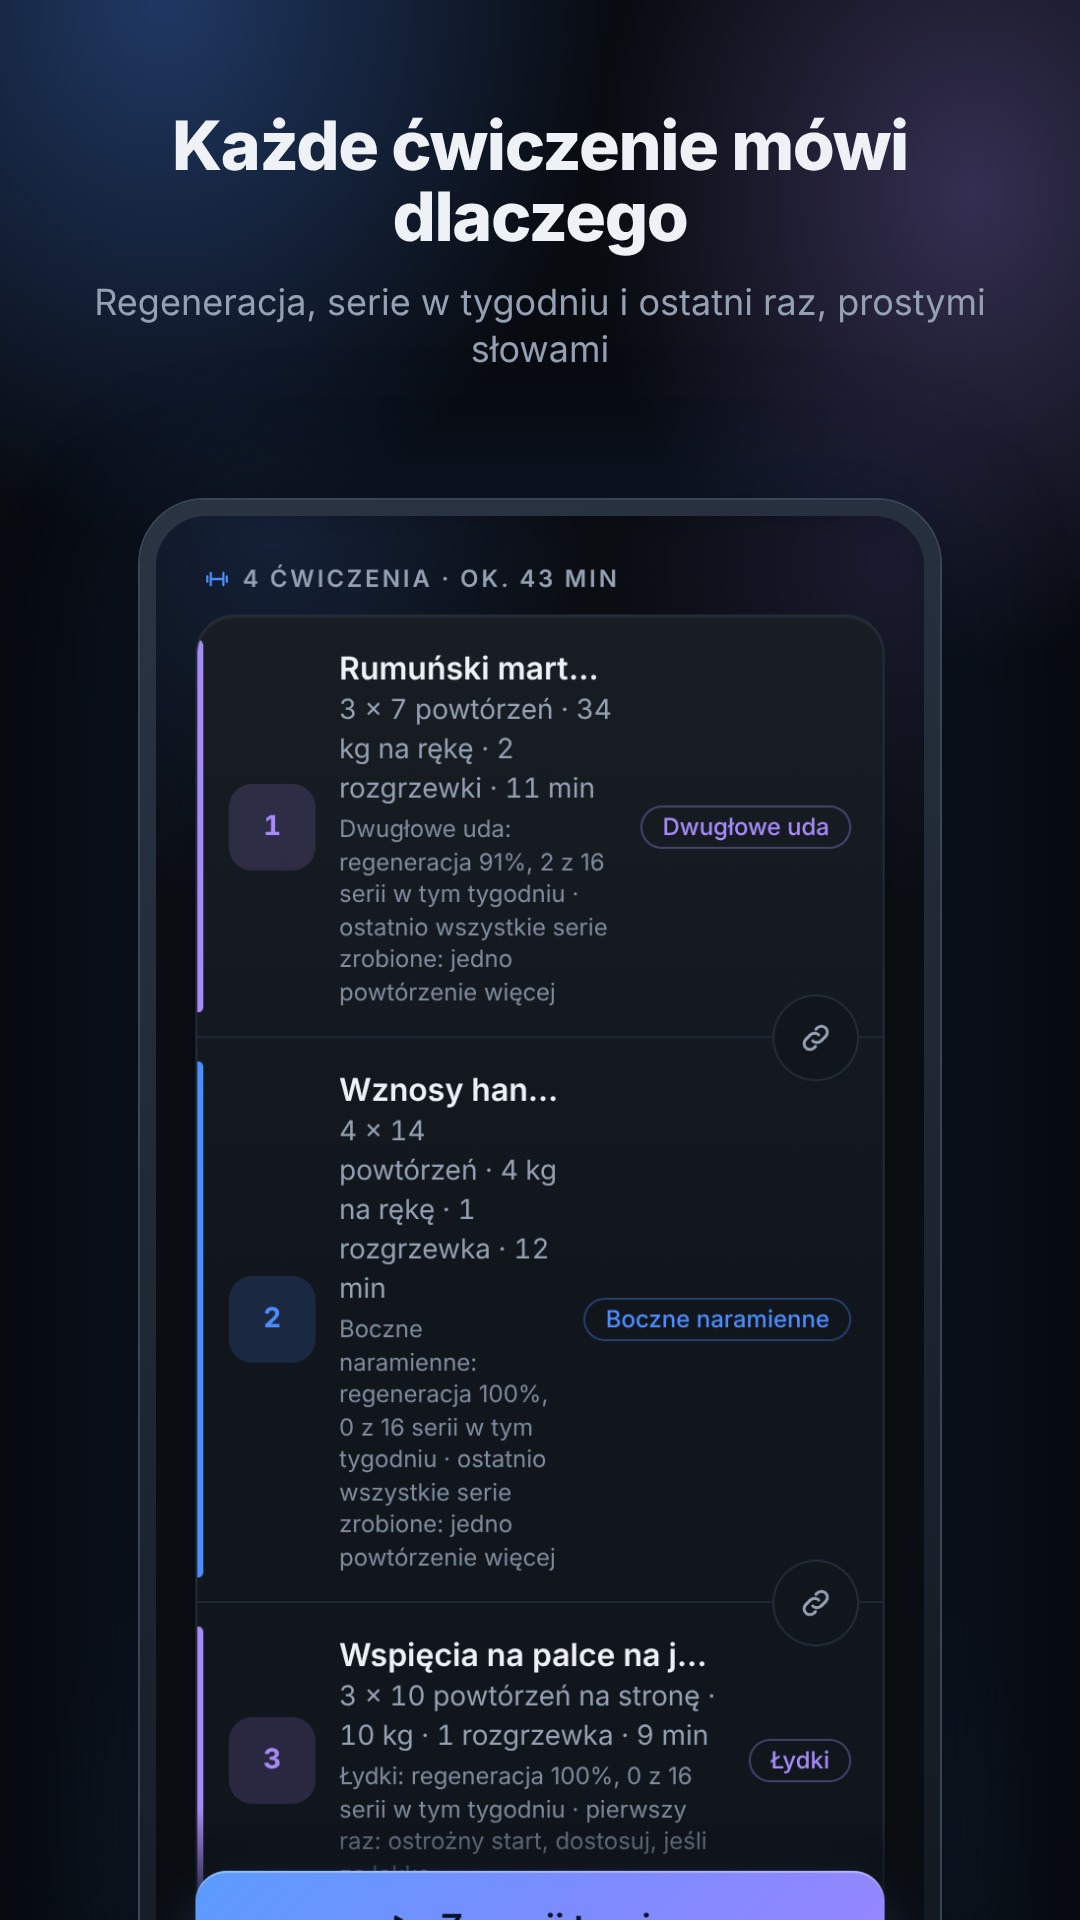 Każde ćwiczenie mówi
dlaczego
Regeneracja, serie w tygodniu i ostatni raz, prostymi
słowami
4 ĆWICZENIA · OK. 43 MIN
Rumuński mart...
3 × 7 powtórzeń · 34
kg na rękę · 2
rozgrzewki · 11 min
1
Dwugłowe uda:
regeneracja 91%, 2 z 16
serii w tym tygodniu ·
ostatnio wszystkie serie
zrobione: jedno
powtórzenie więcej
Dwugłowe uda
Wznosy han...
4 × 14
powtórzeń · 4 kg
na rękę · 1
rozgrzewka · 12
min
2
Boczne
naramienne:
regeneracja 100%,
0 z 16 serii w tym
tygodniu · ostatnio
wszystkie serie
zrobione: jedno
powtórzenie więcej
Boczne naramienne
Wspięcia na palce na j...
3 × 10 powtórzeń na stronę ·
10 kg · 1 rozgrzewka · 9 min
3
Łydki: regeneracja 100%, 0 z 16
serii w tym tygodniu · pierwszy
raz: ostrożny start, dostosuj, jeśli
Łydki